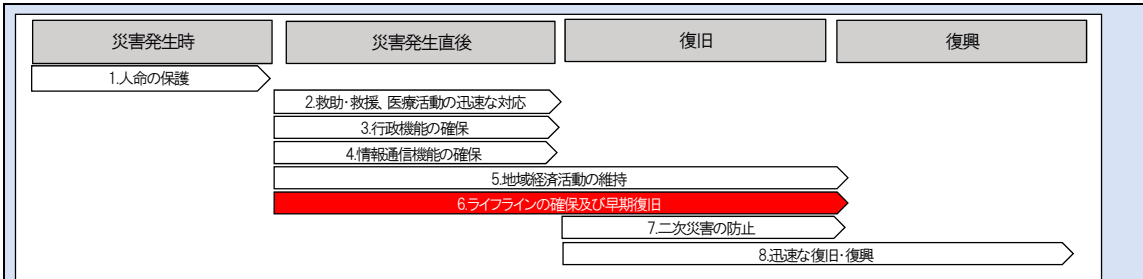 災害発生時
災害発生直後
復旧
復興
1.人命の保護
2.救助・救援、医療活動の迅速な対応
3.行政機能の確保
4.情報通信機能の確保
5.地域経済活動の維持
6.ライフラインの確保及び早期復旧
7.二次災害の防止
8.迅速な復旧・復興